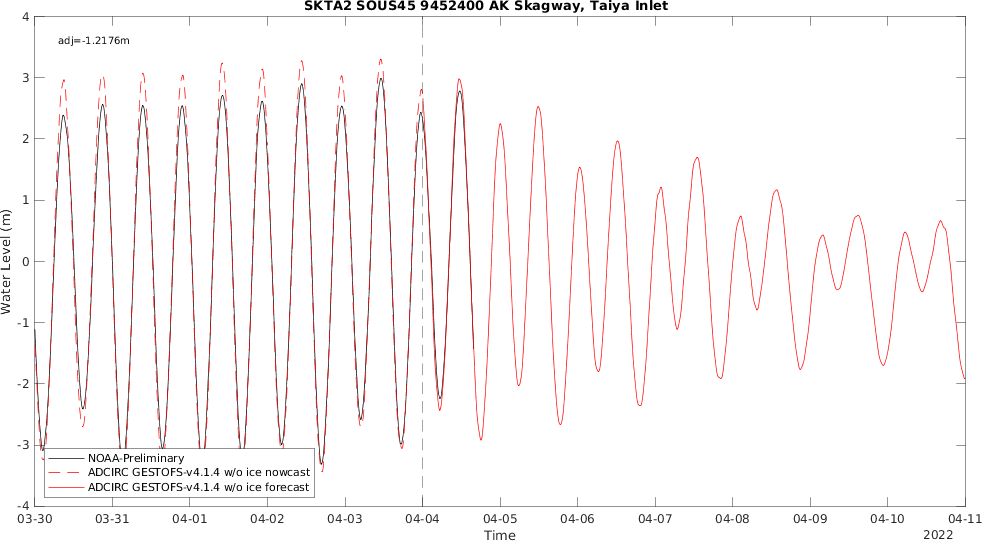 SKTA2 SOUS45 9452400 AK Skagway, Taiya Inlet
4
adj=-1.2176m
3
2
1
0
-1
-2
-3
-4
Water Level (m)
NOAA-Preliminary
ADCIRC GESTOFS-v4.1.4 w/o ice nowcast
ADCIRC GESTOFS-v4.1.4 w/o ice forecast
03-30 03-31 04-01 04-02 04-03 04-04 04-05 04-06 04-07 04-08 04-09 04-10 04-11
Time
2022